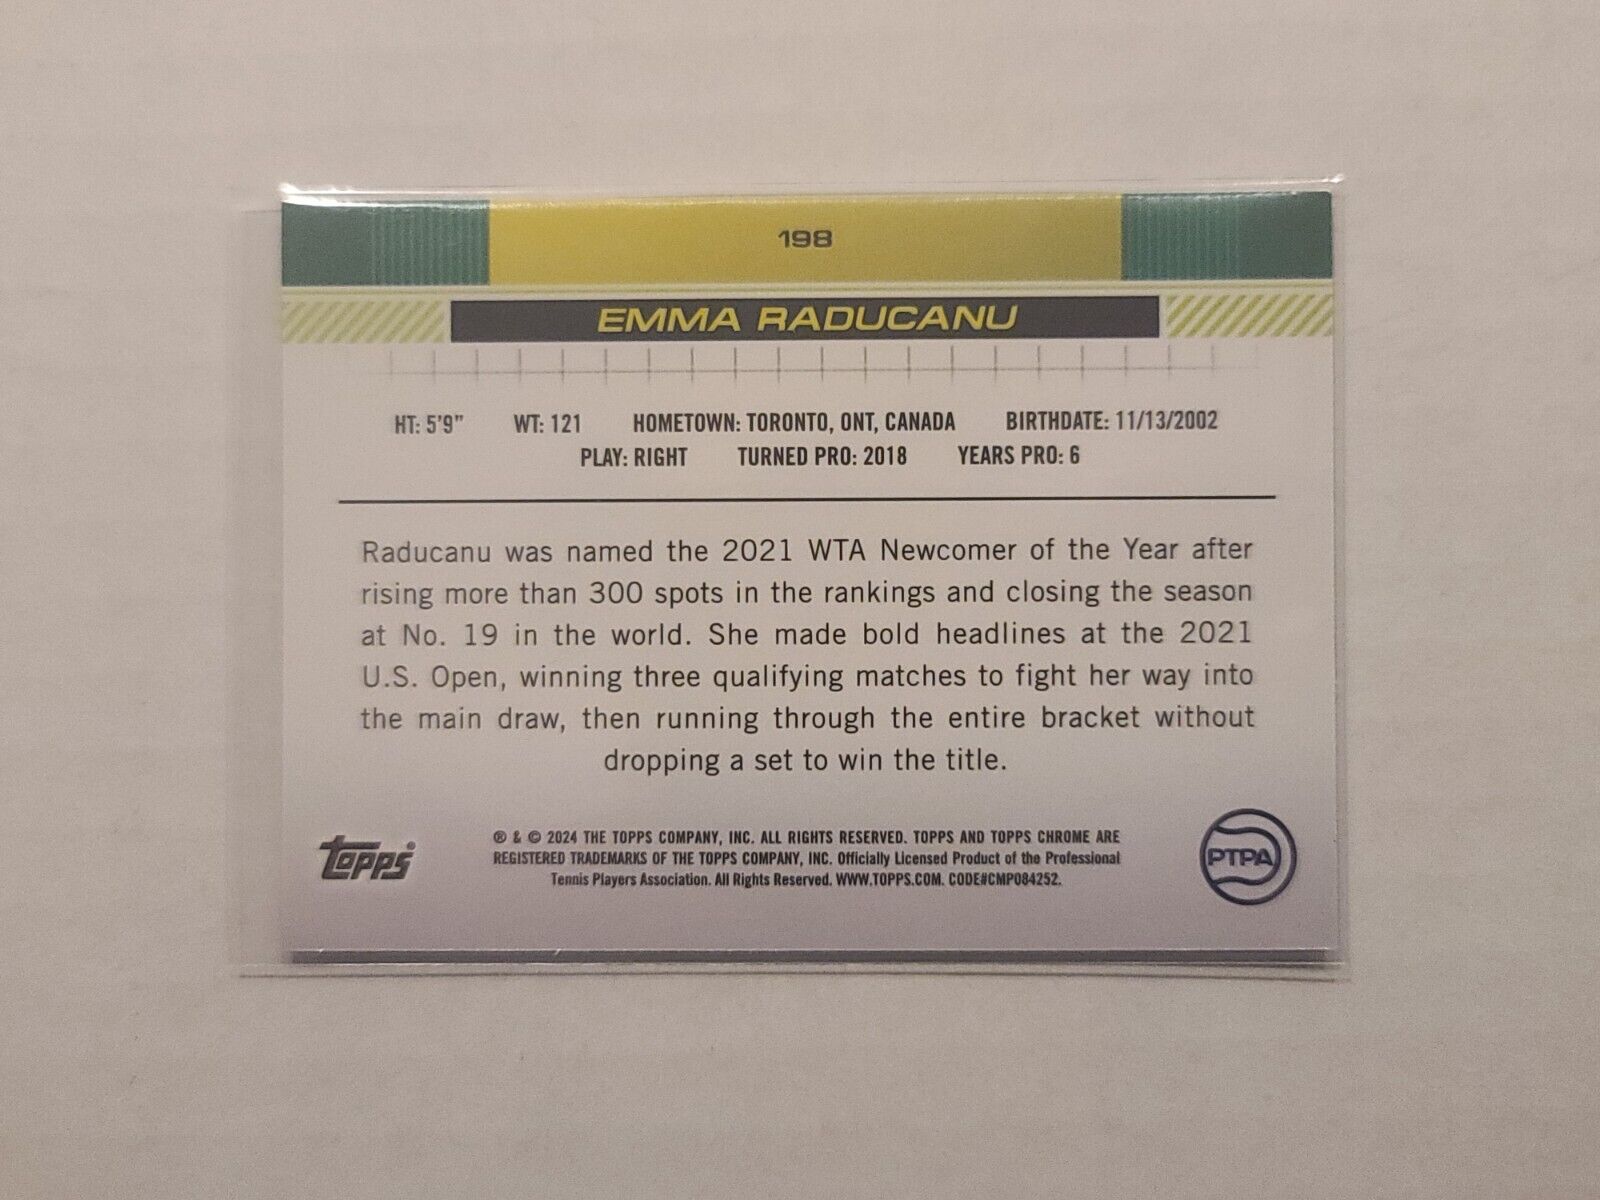 198
EMMA RADUCANU
HT: 5'9" WT: 121 HOMETOWN: TORONTO, ONT, CANADA BIRTHDATE: 11/13/2002
PLAY: RIGHT TURNED PRO: 2018 YEARS PRO: 6
Raducanu was named the 2021 WTA Newcomer of the Year after
rising more than 300 spots in the rankings and closing the season
at No. 19 in the world. She made bold headlines at the 2021
U.S. Open, winning three qualifying matches to fight her way into
the main draw, then running through the entire bracket without
dropping a set to win the title.
topps®
® & © 2024 THE TOPPS COMPANY, INC. ALL RIGHTS RESERVED. TOPPS AND TOPPS CHROME ARE
REGISTERED TRADEMARKS OF THE TOPPS COMPANY, INC. Officially Licensed Product of the Professional
Tennis Players Association. All Rights Reserved. WWW.TOPPS.COM. CODE#CMP084252.
PTPA